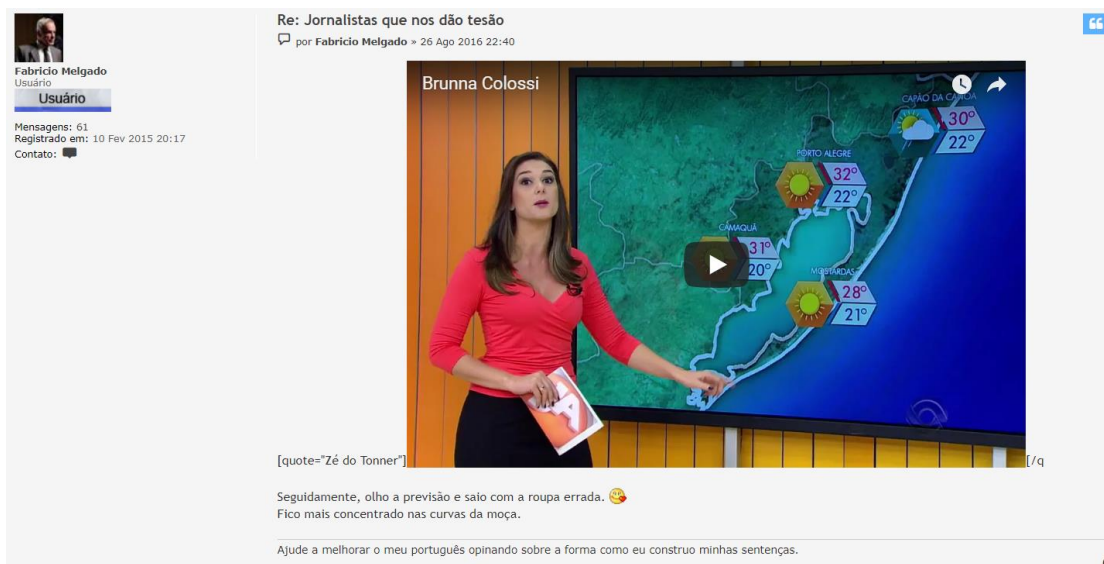 Re: Jornalistas que nos dão tesão
por Fabricio Melgado » 26 Ago 2016 22:40
Fabricio Melgado
Usuário
Usuário
Mensagens: 61
Registrado em: 10 Fev 2015 20:17
Contato:
Brunna Colossi
CAPÃO DA CANOA
30°
22°
PORTO ALEGRE
32°
22°
CAMAQUÃ
31°
20°
MOSTARDAS
28°
21°
JA
[quote="Zé do Tonner"] [/q
Seguidamente, olho a previsão e saio com a roupa errada.
Fico mais concentrado nas curvas da moça.
Ajude a melhorar o meu português opinando sobre a forma como eu construo minhas sentenças.